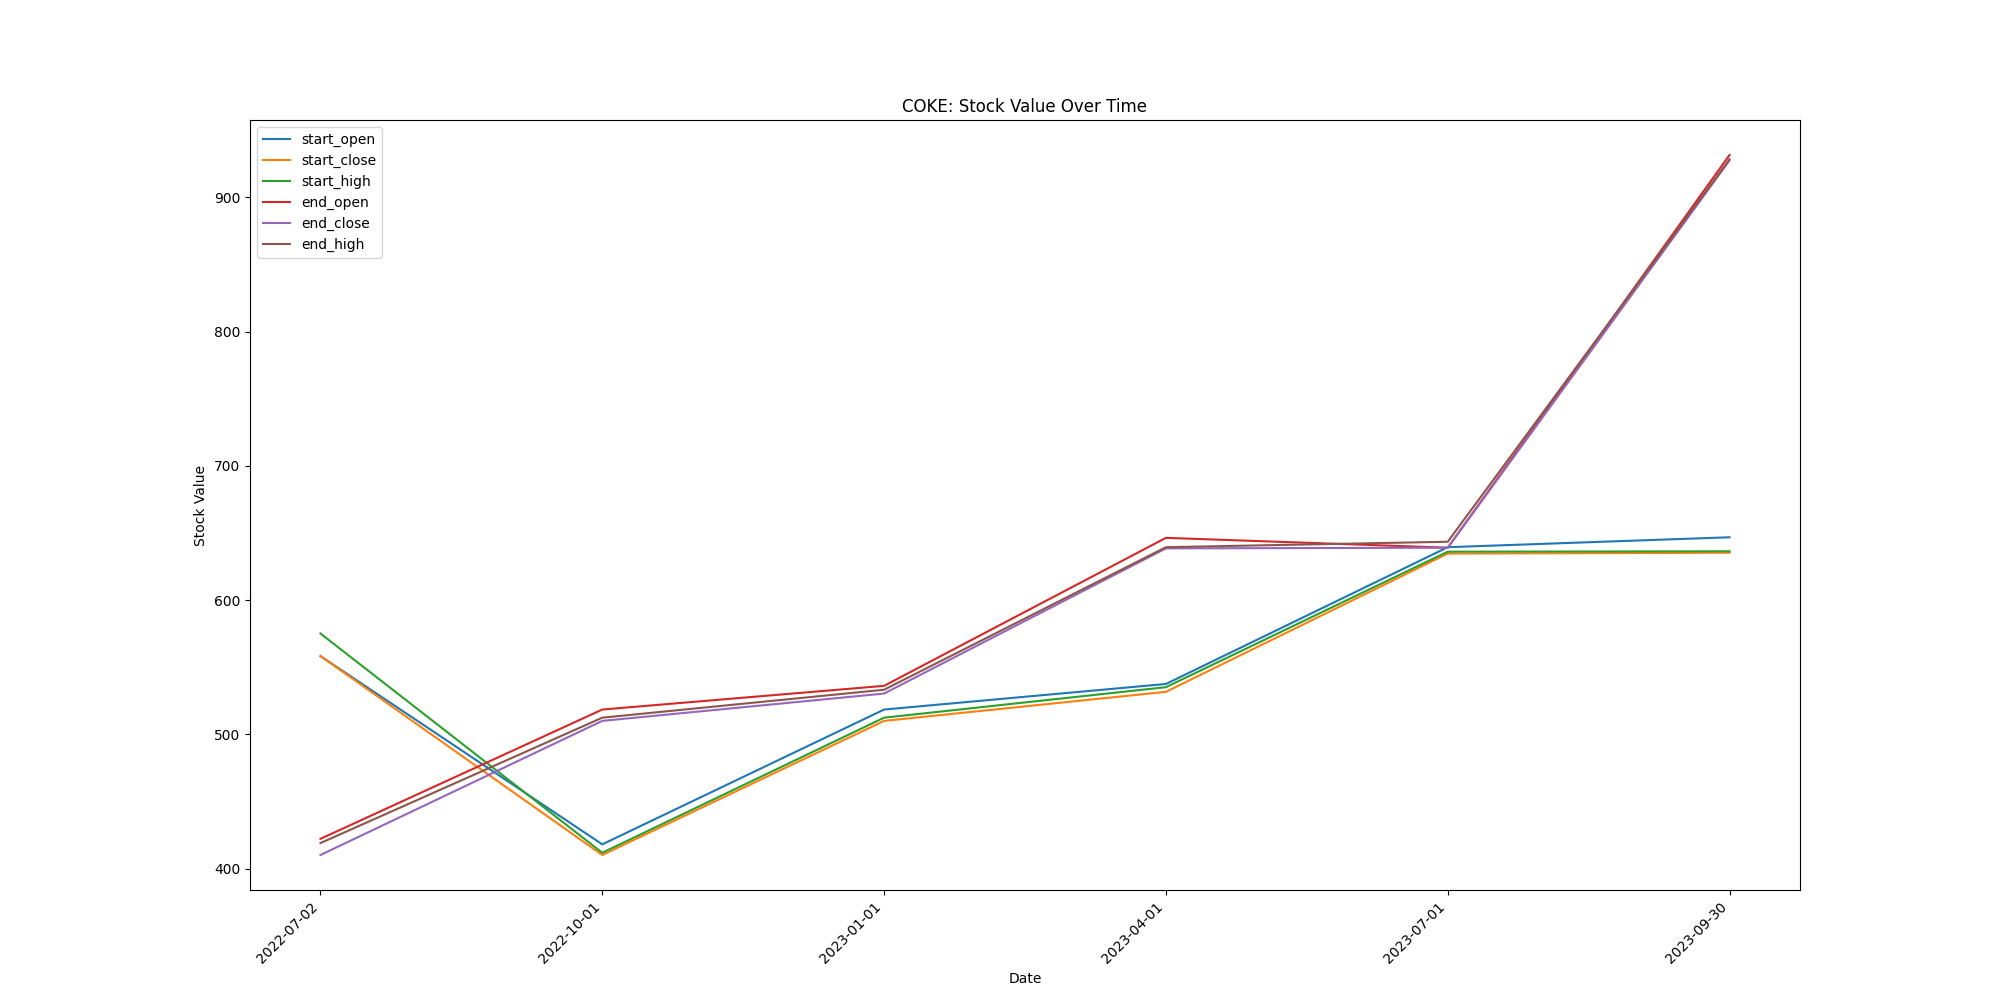 COKE: Stock Value Over Time
start_open
start_close
start_high
end_open
end_close
end_high
900
800
700
600
500
400
Stock Value
2022-07-02
2022-10-01
2023-01-01
2023-04-01
2023-07-01
2023-09-30
Date